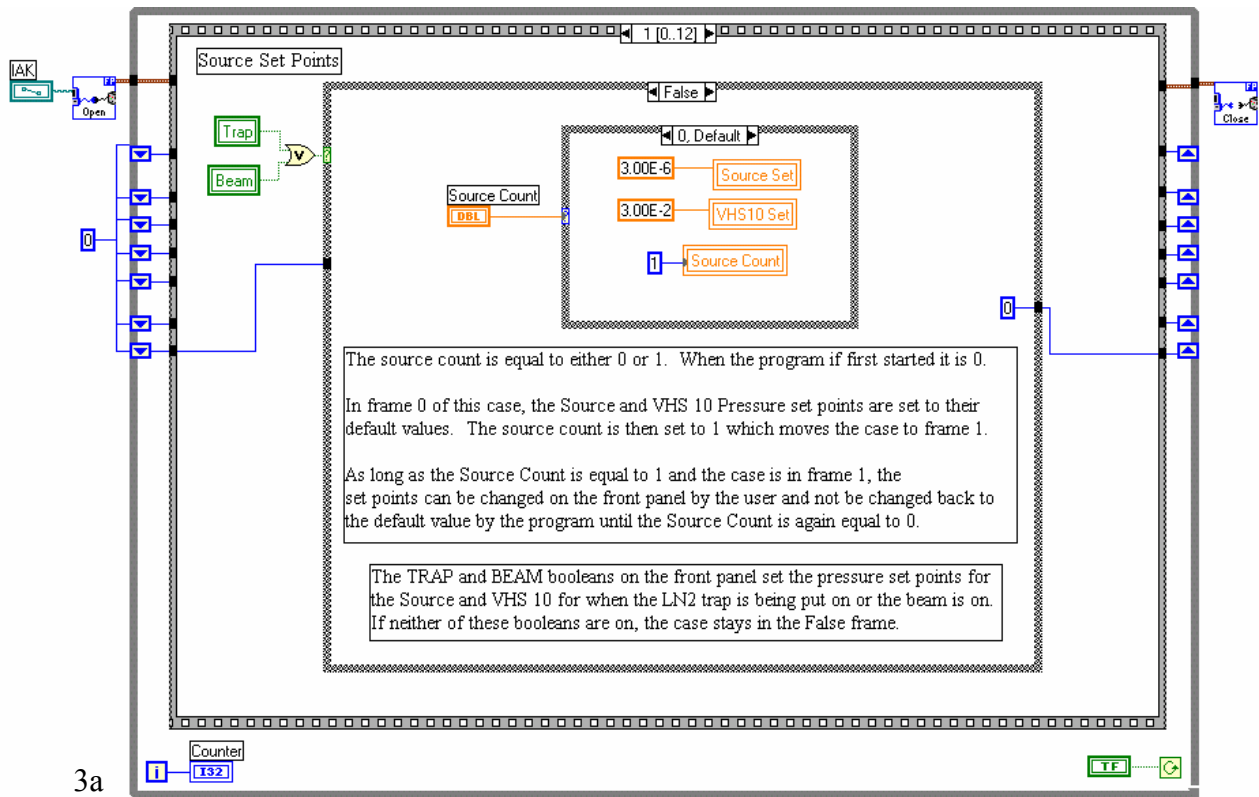 1 [0..12]
Source Set Points
IAK
FP
Open
FP
Close
False
Trap
V
Beam
?
0, Default
3.00E-6
Source Set
Source Count
DBL
?
3.00E-2
VHS10 Set
1
Source Count
0
0
The source count is equal to either 0 or 1. When the program if first started it is 0.
In frame 0 of this case, the Source and VHS 10 Pressure set points are set to their
default values. The source count is then set to 1 which moves the case to frame 1.
As long as the Source Count is equal to 1 and the case is in frame 1, the
set points can be changed on the front panel by the user and not be changed back to
the default value by the program until the Source Count is again equal to 0.
The TRAP and BEAM booleans on the front panel set the pressure set points for
the Source and VHS 10 for when the LN2 trap is being put on or the beam is on.
If neither of these booleans are on, the case stays in the False frame.
Counter
i
I32
TF
3a